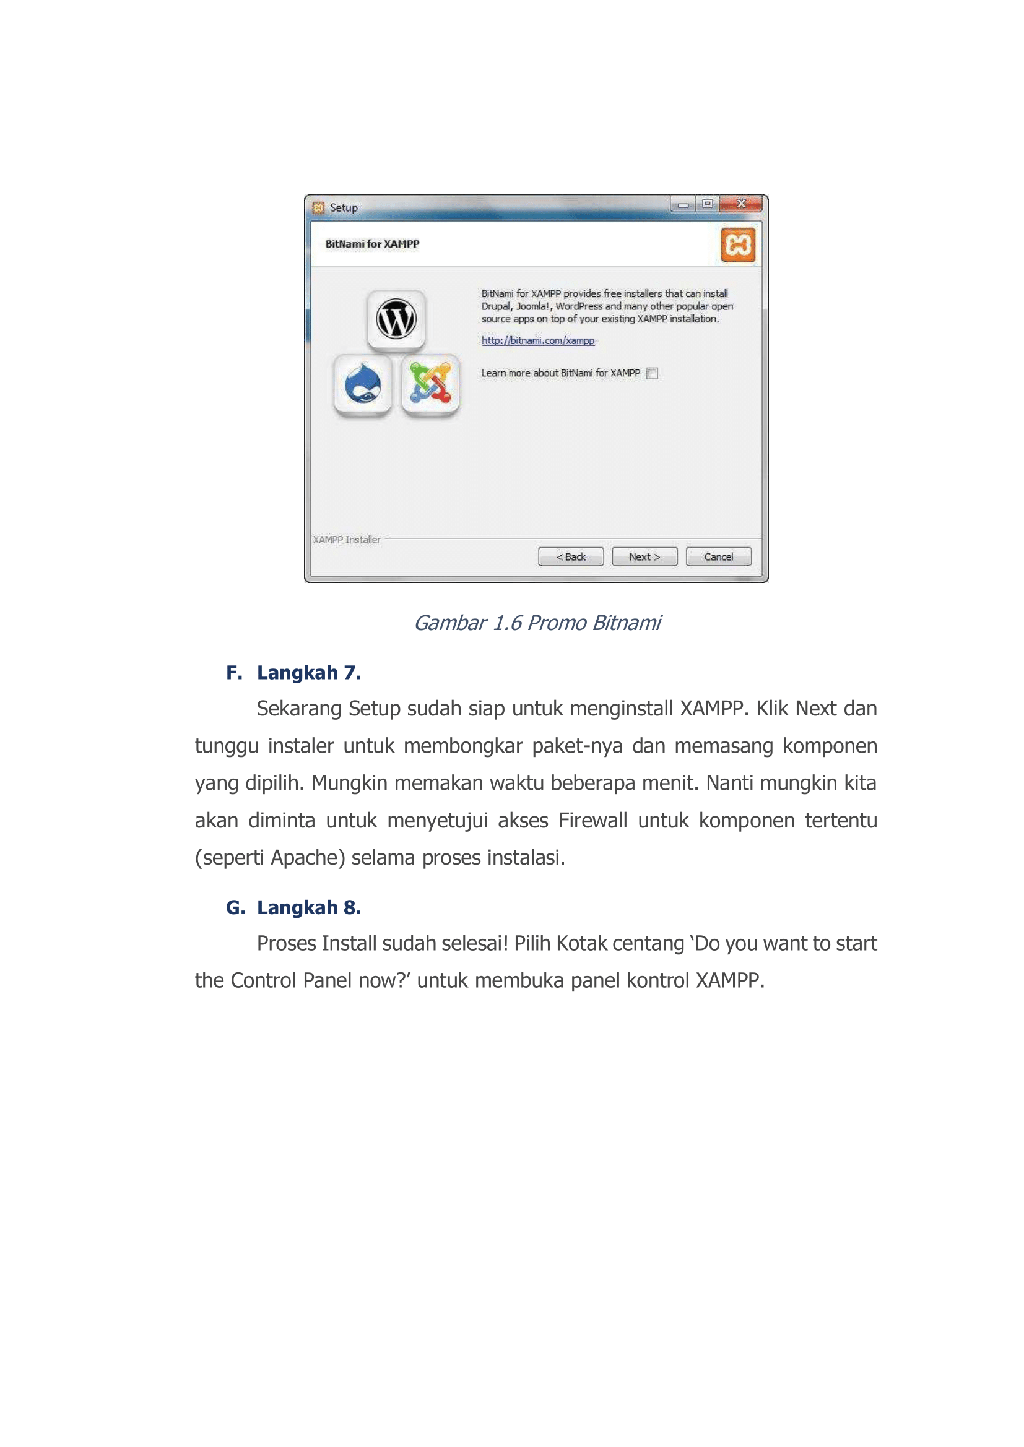 Setup
BitNami for XAMPP
BitNami for XAMPP provides free installers that can install
Drupal, Joomla!, WordPress and many other popular open
source apps on top of your existing XAMPP installation.
http://bitnami.com/xampp
Learn more about BitNami for XAMPP
XAMPP Installer
< Back Next > Cancel
Gambar 1.6 Promo Bitnami
F. Langkah 7.
Sekarang Setup sudah siap untuk menginstall XAMPP. Klik Next dan
tunggu instaler untuk membongkar paket-nya dan memasang komponen
yang dipilih. Mungkin memakan waktu beberapa menit. Nanti mungkin kita
akan diminta untuk menyetujui akses Firewall untuk komponen tertentu
(seperti Apache) selama proses instalasi.
G. Langkah 8.
Proses Install sudah selesai! Pilih Kotak centang ‘Do you want to start
the Control Panel now?’ untuk membuka panel kontrol XAMPP.